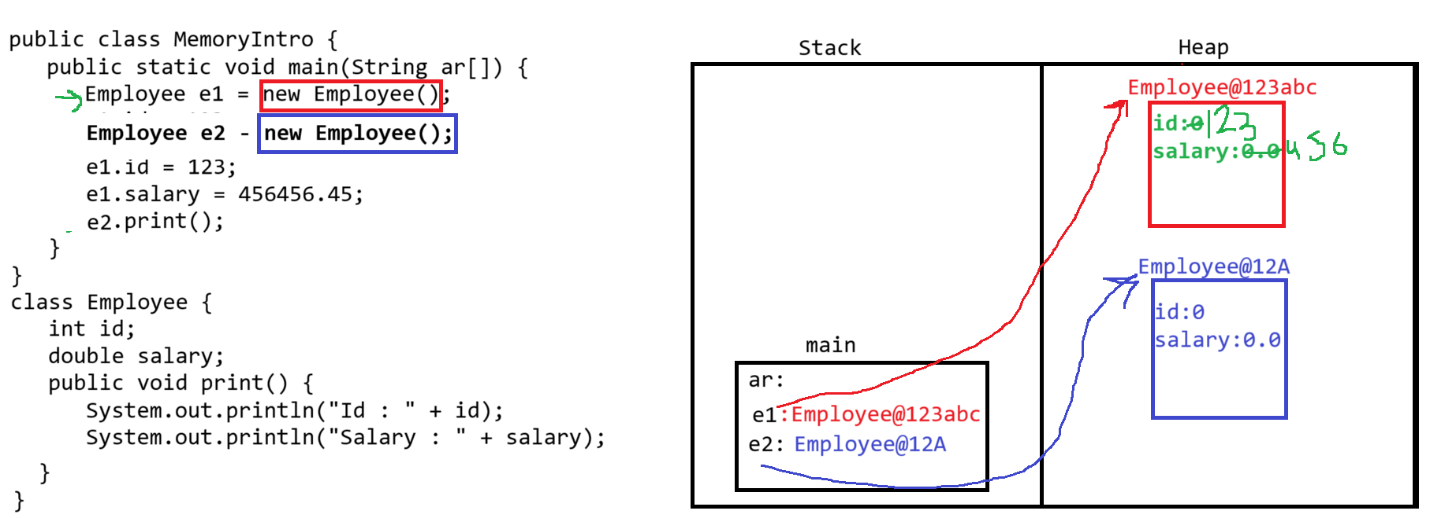 public class MemoryIntro {
public static void main(String ar[]) {
Employee e1 = new Employee();
Employee e2 - new Employee();
e1.id = 123;
e1.salary = 456456.45;
e2.print();
}
}
class Employee {
int id;
double salary;
public void print() {
System.out.println("Id : " + id);
System.out.println("Salary : " + salary);
}
}
Stack
Heap
Employee@123abc
id:0 123
salary:0.0 456
Employee@12A
id:0
salary:0.0
main
ar:
e1:Employee@123abc
e2: Employee@12A